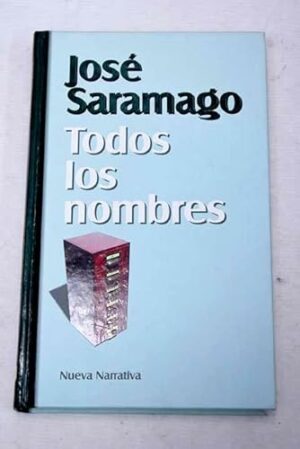 José
Saramago
Todos
los
nombres
Nueva Narrativa